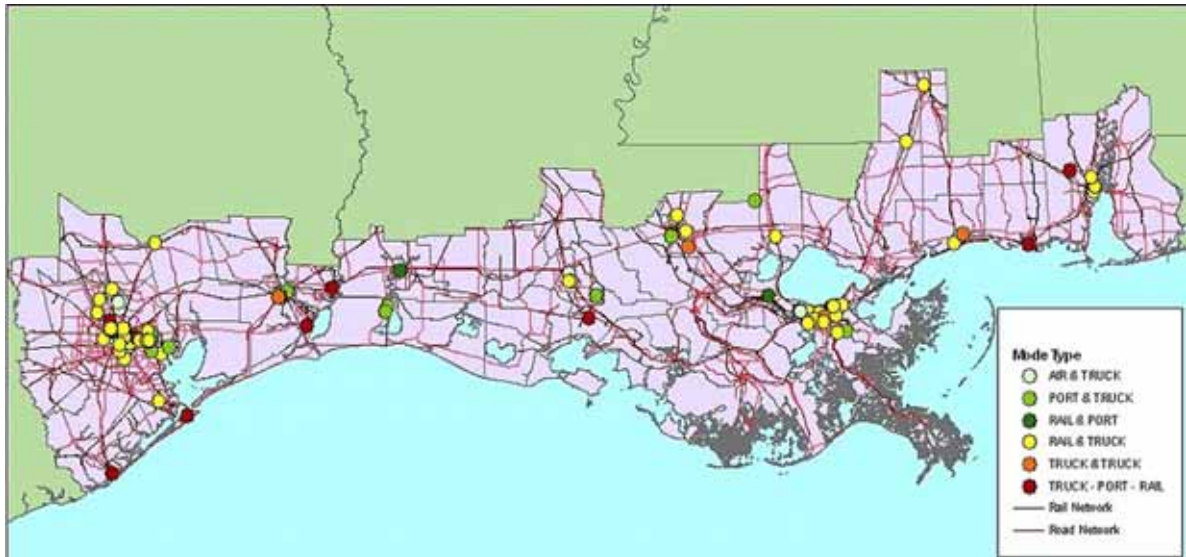 Mode Type
AIR & TRUCK
PORT & TRUCK
RAIL & PORT
RAIL & TRUCK
TRUCK & TRUCK
TRUCK - PORT - RAIL
Rail Network
Road Network